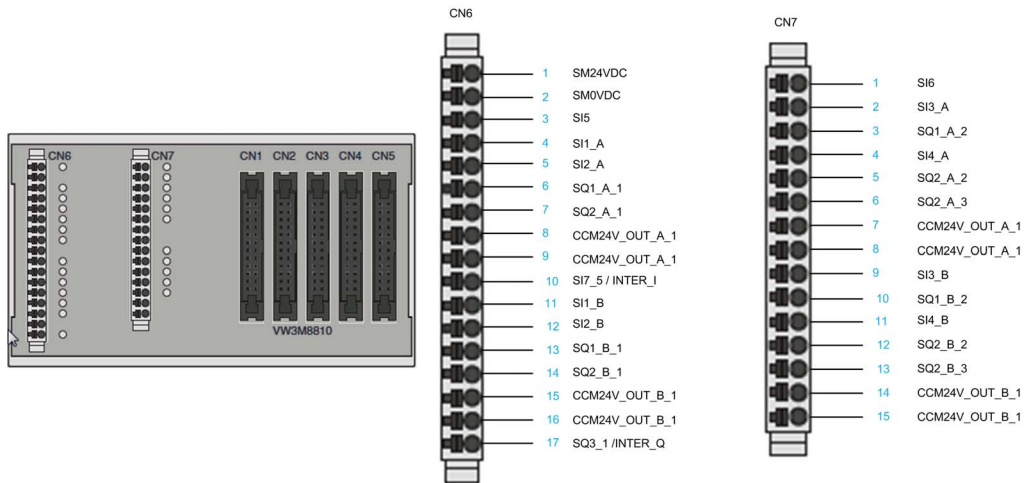 CN6
CN7
CN1
CN2
CN3
CN4
CN5
VW3M8810
CN6
1 SM24VDC
2 SM0VDC
3 SI5
4 SI1_A
5 SI2_A
6 SQ1_A_1
7 SQ2_A_1
8 CCM24V_OUT_A_1
9 CCM24V_OUT_A_1
10 SI7_5 / INTER_I
11 SI1_B
12 SI2_B
13 SQ1_B_1
14 SQ2_B_1
15 CCM24V_OUT_B_1
16 CCM24V_OUT_B_1
17 SQ3_1 /INTER_Q
CN7
1 SI6
2 SI3_A
3 SQ1_A_2
4 SI4_A
5 SQ2_A_2
6 SQ2_A_3
7 CCM24V_OUT_A_1
8 CCM24V_OUT_A_1
9 SI3_B
10 SQ1_B_2
11 SI4_B
12 SQ2_B_2
13 SQ2_B_3
14 CCM24V_OUT_B_1
15 CCM24V_OUT_B_1